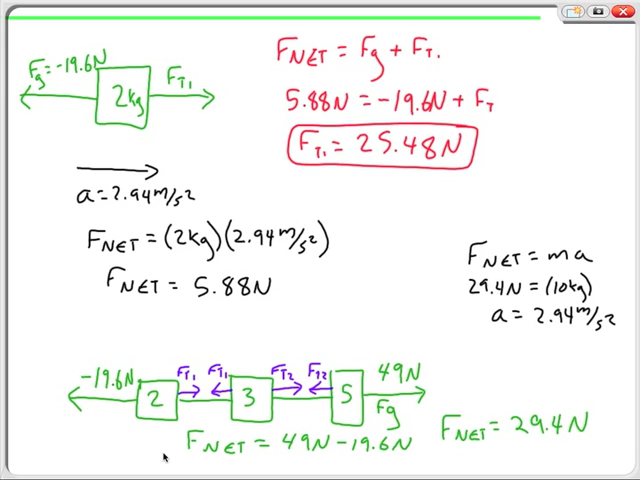 Fg=-19.6N
2kg
FT1
FNET = Fg + FT1
5.88N = -19.6N + FT
FT1 = 25.48N
a=2.94m/s2
FNET = (2kg)(2.94m/s2)
FNET = 5.88N
FNET = ma
29.4N = (10kg)
a = 2.94m/s2
-19.6N FT1 FT1 FT2 FT2 49N
2 3 5
Fg
FNET = 49N - 19.6N
FNET = 29.4N